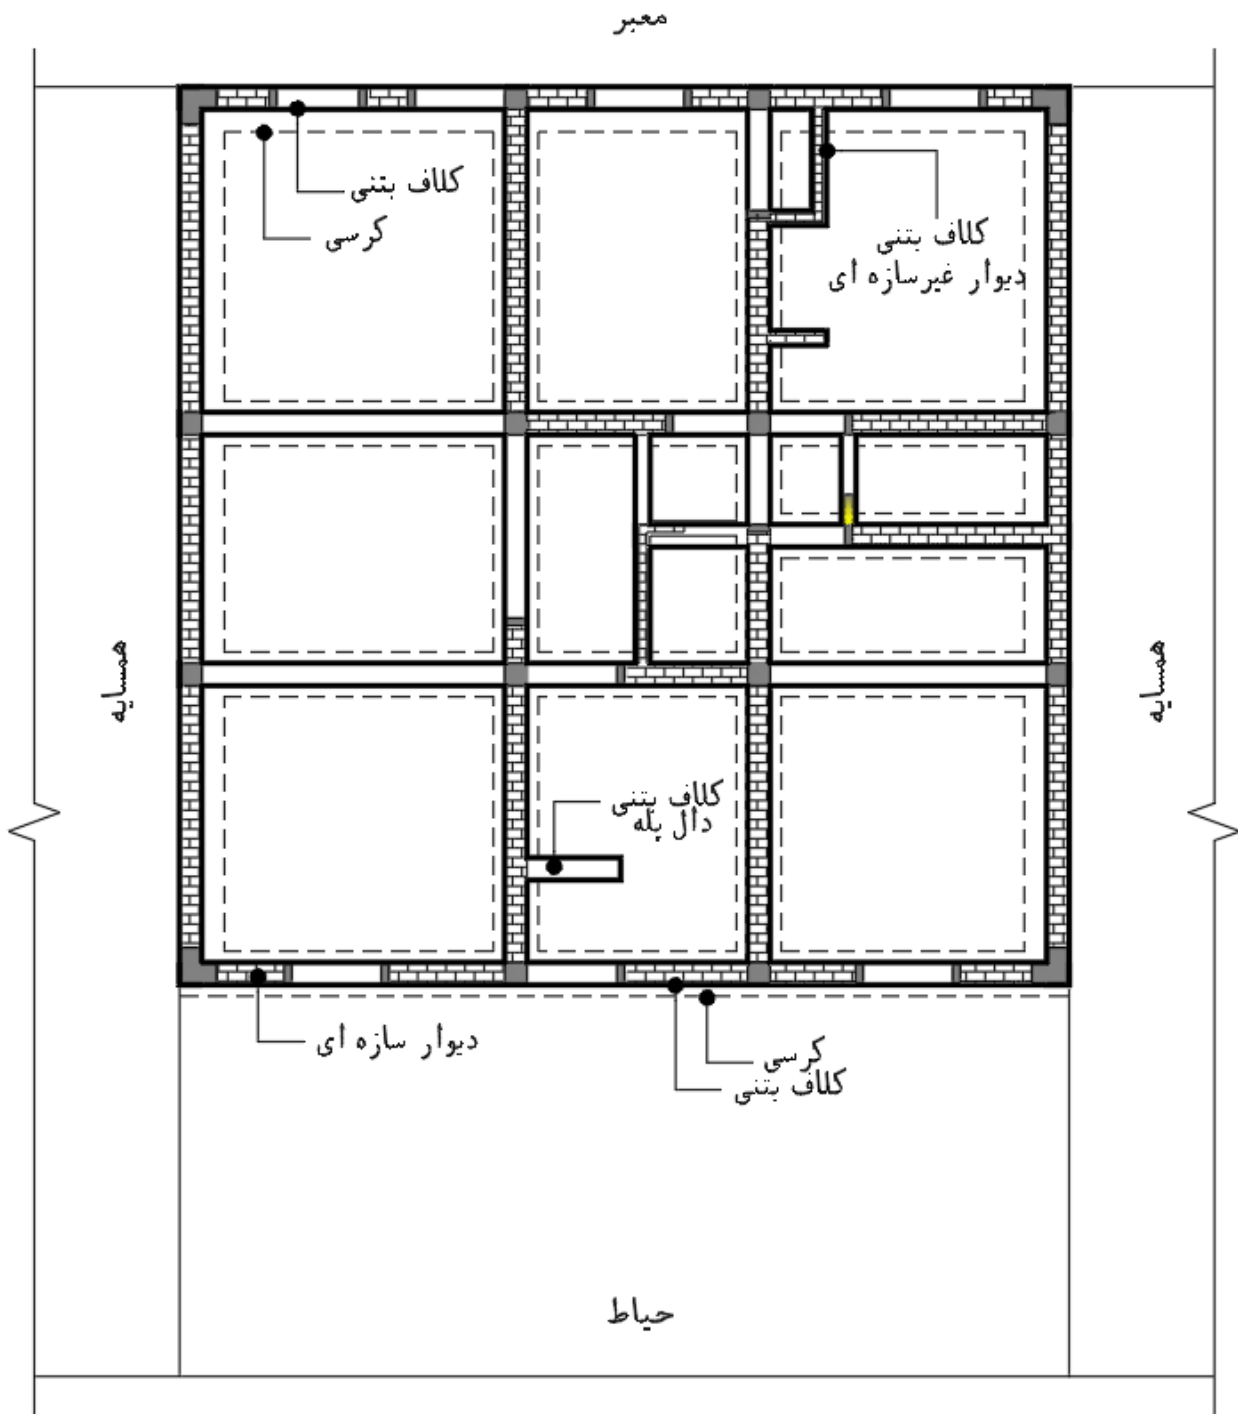 معبر
کلاف بتنی
کرسی
کلاف بتنی
دیوار غیرسازه ای
همسایه
همسایه
کلاف بتنی
دال پله
دیوار سازه ای
کرسی
کلاف بتنی
حیاط